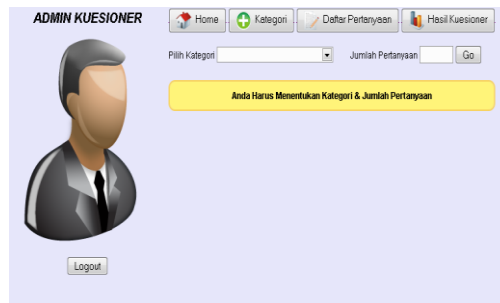 ADMIN KUESIONER
Home Kategori Daftar Pertanyaan Hasil Kuesioner
Pilih Kategori Jumlah Pertanyaan Go
Anda Harus Menentukan Kategori & Jumlah Pertanyaan
Logout